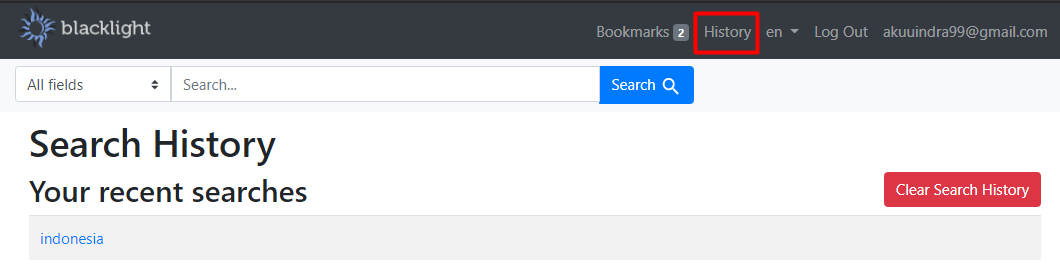 blacklight Bookmarks 2 History en Log Out akuuindra99@gmail.com
All fields Search... Search
Search History
Your recent searches Clear Search History
indonesia